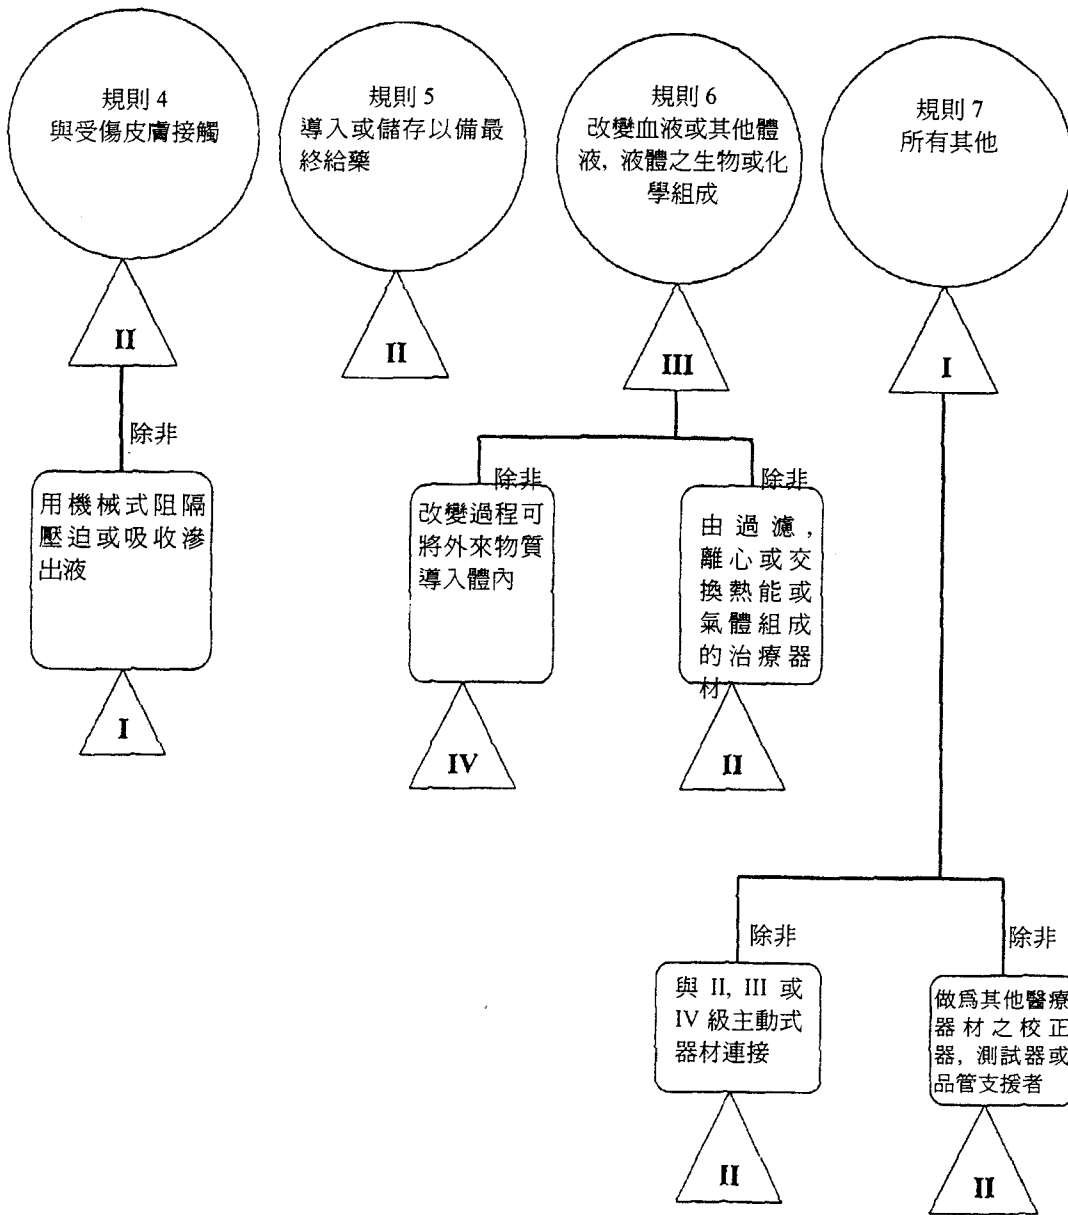 規則 4
與受傷皮膚接觸
II
除非
用機械式阻隔
壓迫或吸收滲
出液
I
規則 5
導入或儲存以備最
終給藥
II
規則 6
改變血液或其他體
液, 液體之生物或化
學組成
III
除非
改變過程可
將外來物質
導入體內
IV
除非
由過濾,
離心或交
換熱能或
氣體組成
的治療器
材
II
規則 7
所有其他
I
除非
與 II, III 或
IV 級主動式
器材連接
II
除非
做爲其他醫療
器材之校正
器, 測試器或
品管支援者
II